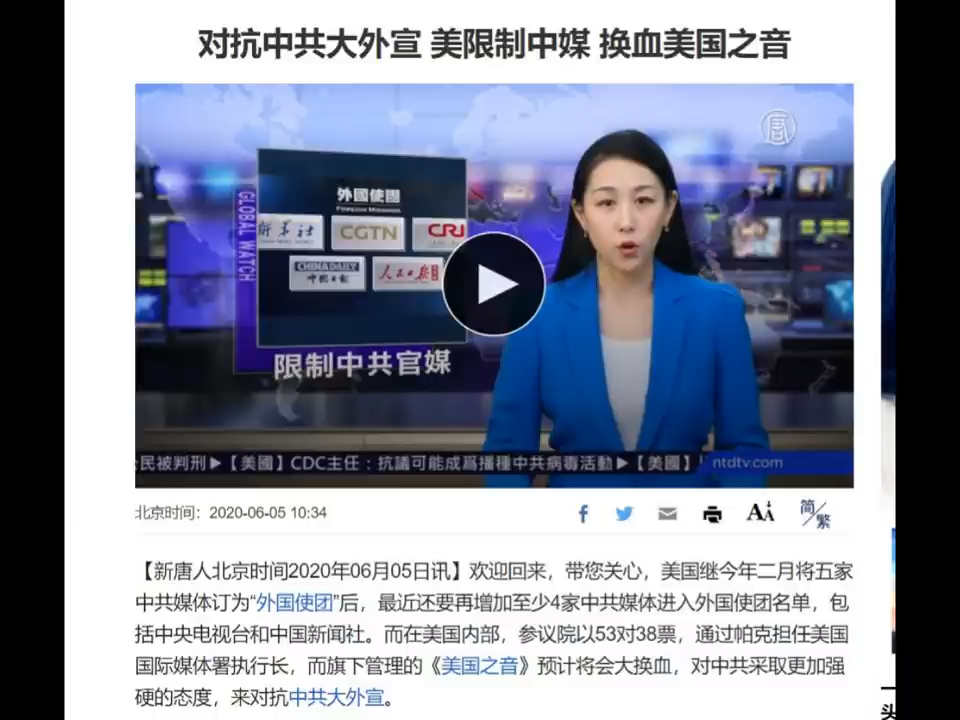 对抗中共大外宣 美限制中媒 换血美国之音
唐
GLOBAL WATCH
外國使團
Foreign Missions
新華社
CGTN
CRI
CHINA DAILY
中國日報
人民日报
限制中共官媒
民被判刑▶【美國】CDC主任：抗議可能成爲播種中共病毒活動▶【美國】
ntdtv.com
北京时间：2020-06-05 10:34
AA
简/繁
【新唐人北京时间2020年06月05日讯】欢迎回来，带您关心，美国继今年二月将五家
中共媒体订为“外国使团”后，最近还要再增加至少4家中共媒体进入外国使团名单，包
括中央电视台和中国新闻社。而在美国内部，参议院以53对38票，通过帕克担任美国
国际媒体署执行长，而旗下管理的《美国之音》预计将会大换血，对中共采取更加强
硬的态度，来对抗中共大外宣。
头